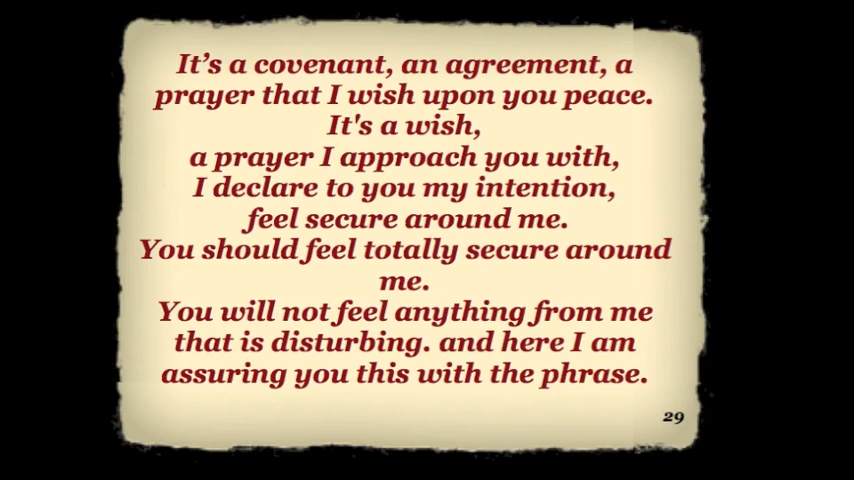 It’s a covenant, an agreement, a
prayer that I wish upon you peace.
It's a wish,
a prayer I approach you with,
I declare to you my intention,
feel secure around me.
You should feel totally secure around
me.
You will not feel anything from me
that is disturbing. and here I am
assuring you this with the phrase.
29